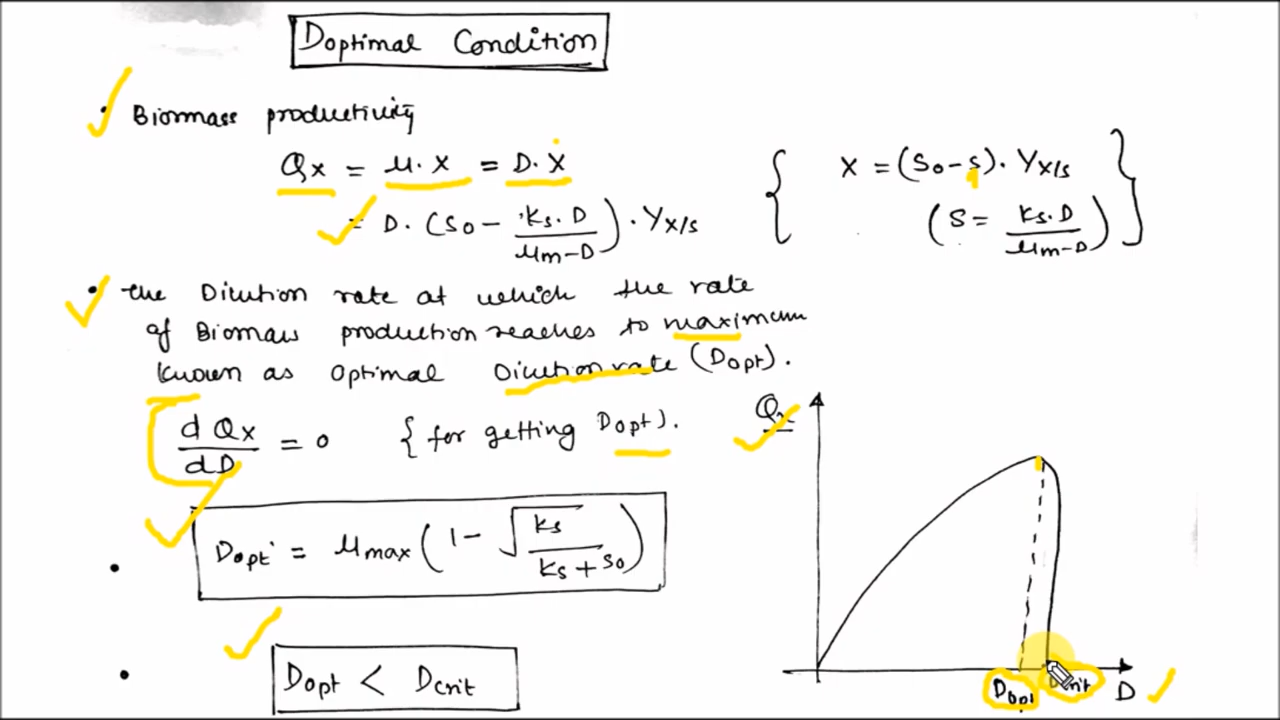 Doptimal Condition
• Biomass productivity
Qx = μ. X = D. X
= D. (So - Ks. D / μm-D) . Yx/s
{ X = (So-S). Yx/s
(S = Ks. D / μm-D) }
• the Dilution rate at which the rate
of Biomass production reaches to maximum
known as optimal Dilution rate (Dopt).
dQx / dD = 0 { for getting Dopt).
Dopt = μmax ( 1 - √ Ks / Ks + So )
Dopt < Dcrit
Qx
Dopt Dcrit D